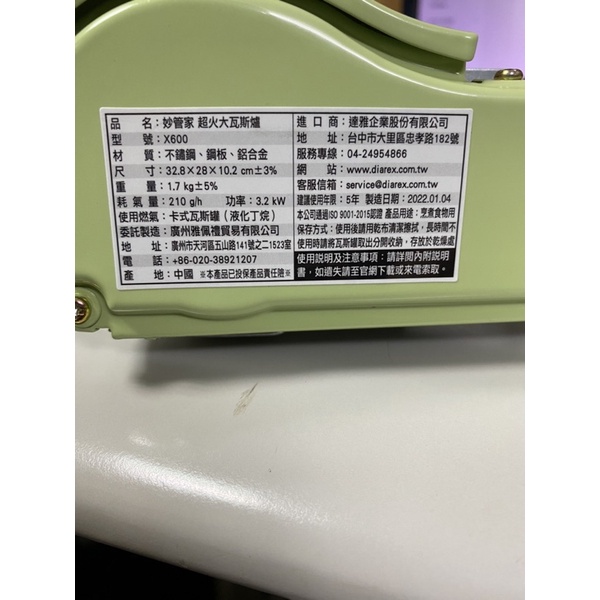 品 名：妙管家 超火大瓦斯爐
型 號：X600
材 質：不鏽鋼、鋼板、鋁合金
尺 寸：32.8×28×10.2 cm±3%
重 量：1.7 kg±5%
耗 氣 量：210 g/h 功率：3.2 kW
使用燃氣：卡式瓦斯罐（液化丁烷）
委託製造：廣州雅佩禮貿易有限公司
地 址：廣州市天河區五山路141號之二1523室
電 話：+86-020-38921207
產 地：中國 ※本產品已投保產品責任險※
進 口 商：達雅企業股份有限公司
地 址：台中市大里區忠孝路182號
服務專線：04-24954866
網 站：www.diarex.com.tw
客服信箱：service@diarex.com.tw
建議使用年限：5年 製造日期：2022.01.04
本公司通過ISO 9001-2015認證 產品用途：烹煮食物用
保存方式：使用後請用乾布清潔擦拭，長時間不
使用時請將瓦斯罐取出分開收納，存放於乾燥處
使用說明及注意事項：請詳閱內附說明
書，如遺失請至官網下載或來電索取。